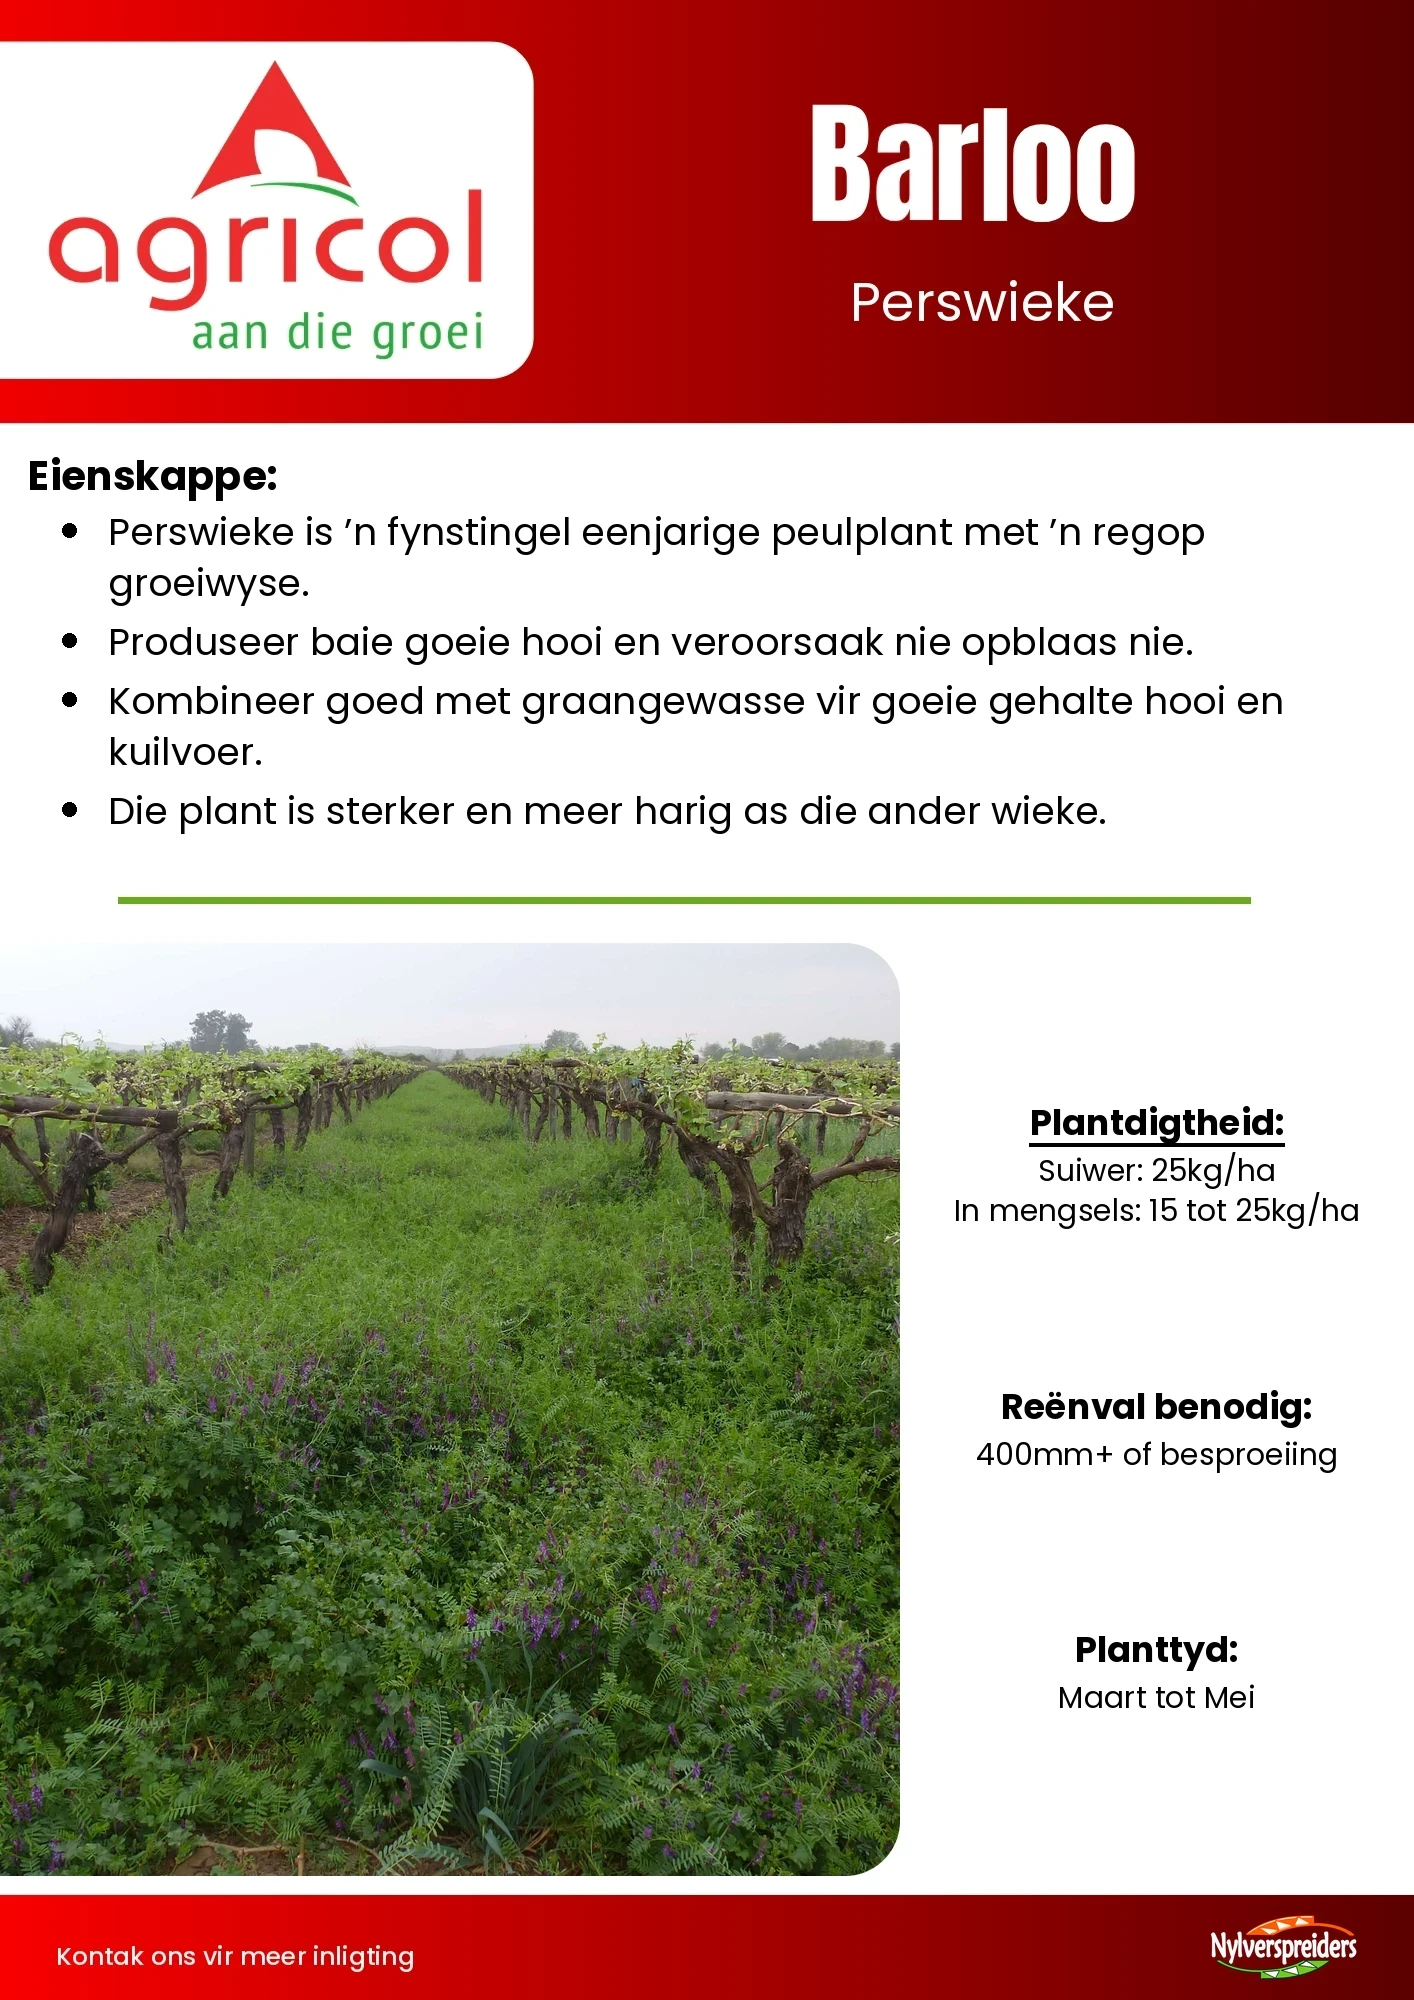 agricol
aan die groei
Barloo
Perswieke
Eienskappe:
• Perswieke is ’n fynstingel eenjarige peulplant met ’n regop
groeiwyse.
• Produseer baie goeie hooi en veroorsaak nie opblaas nie.
• Kombineer goed met graangewasse vir goeie gehalte hooi en
kuilvoer.
• Die plant is sterker en meer harig as die ander wieke.
Plantdigtheid:
Suiwer: 25kg/ha
In mengsels: 15 tot 25kg/ha
Reënval benodig:
400mm+ of besproeiing
Planttyd:
Maart tot Mei
Kontak ons vir meer inligting
Nylverspreiders